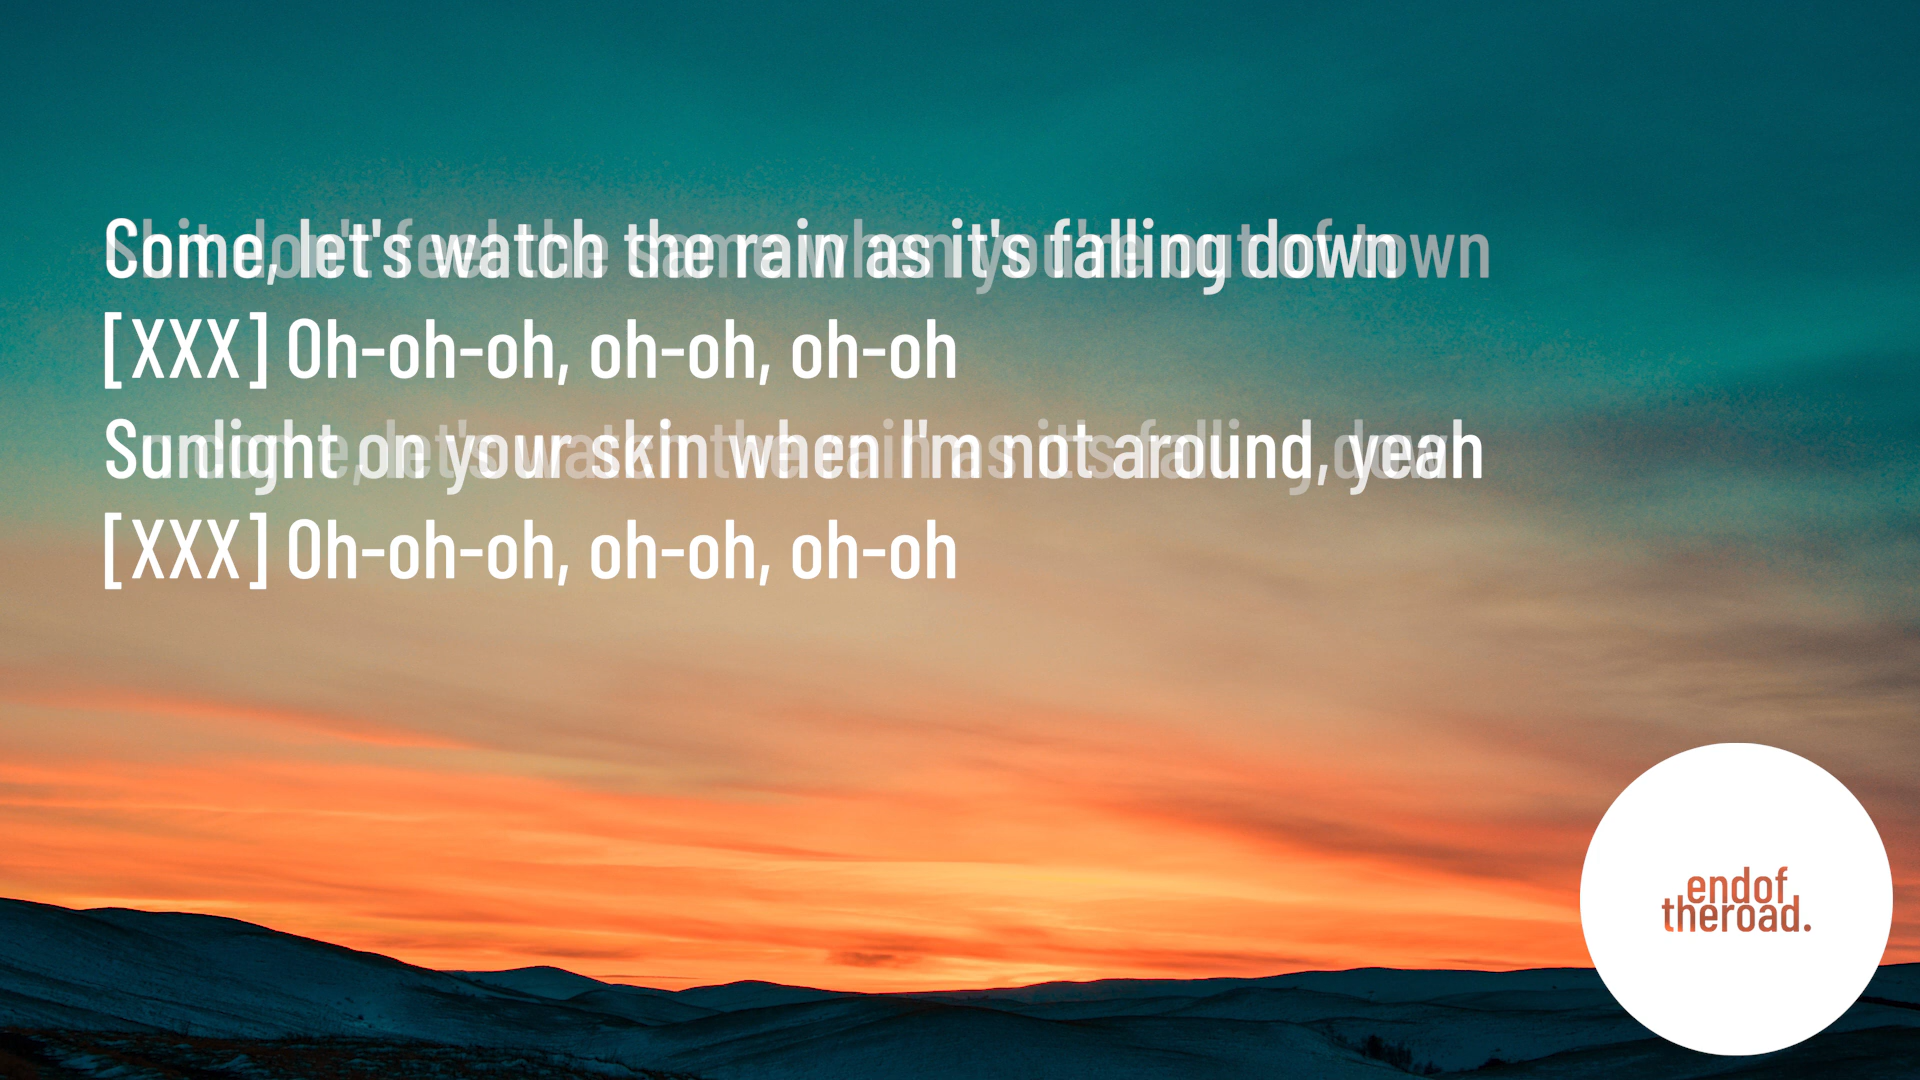 Come, let's watch the rain as it's falling down
[XXX] Oh-oh-oh, oh-oh, oh-oh
Sunlight on your skin when I'm not around, yeah
[XXX] Oh-oh-oh, oh-oh, oh-oh
endof
theroad.